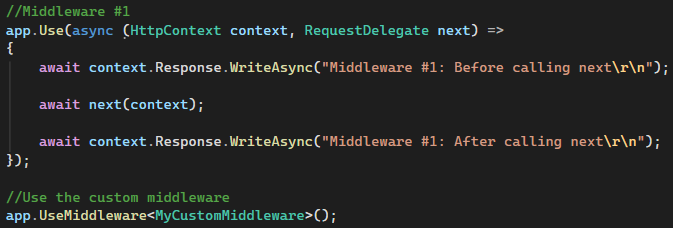 //Middleware #1
app.Use(async (HttpContext context, RequestDelegate next) =>
{
    await context.Response.WriteAsync("Middleware #1: Before calling next\r\n");
    await next(context);
    await context.Response.WriteAsync("Middleware #1: After calling next\r\n");
});
//Use the custom middleware
app.UseMiddleware<MyCustomMiddleware>();